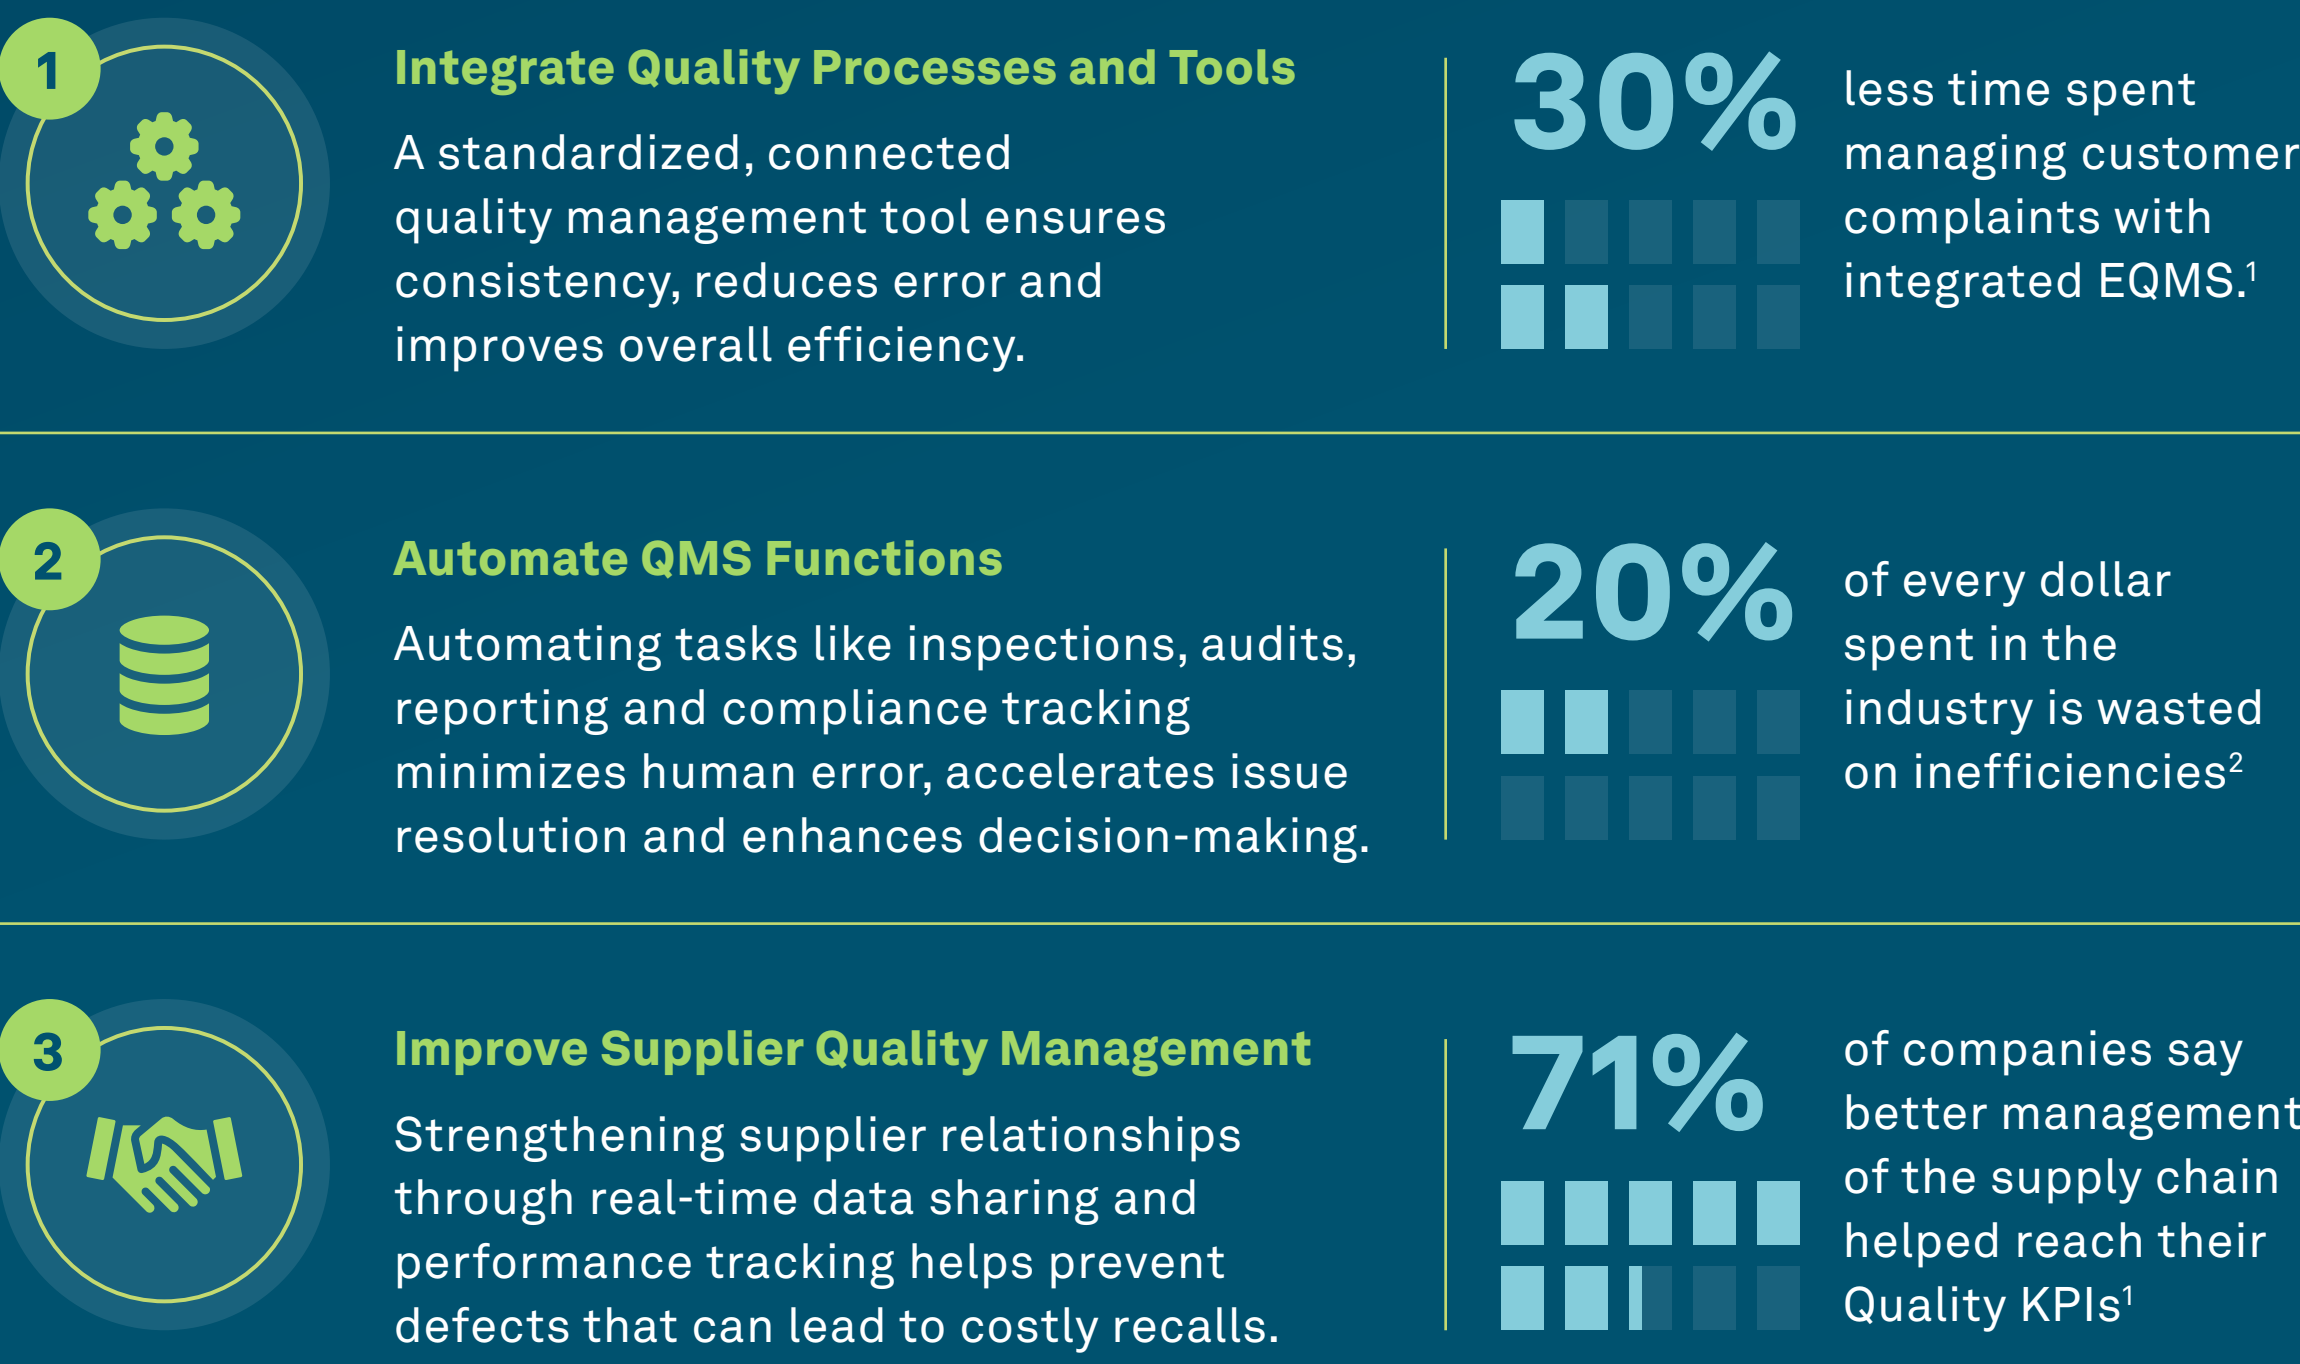 1
Integrate Quality Processes and Tools
A standardized, connected
quality management tool ensures
consistency, reduces error and
improves overall efficiency.
30%
less time spent
managing customer
complaints with
integrated EQMS.¹
2
Automate QMS Functions
Automating tasks like inspections, audits,
reporting and compliance tracking
minimizes human error, accelerates issue
resolution and enhances decision-making.
20%
of every dollar
spent in the
industry is wasted
on inefficiencies²
3
Improve Supplier Quality Management
Strengthening supplier relationships
through real-time data sharing and
performance tracking helps prevent
defects that can lead to costly recalls.
71%
of companies say
better management
of the supply chain
helped reach their
Quality KPIs¹